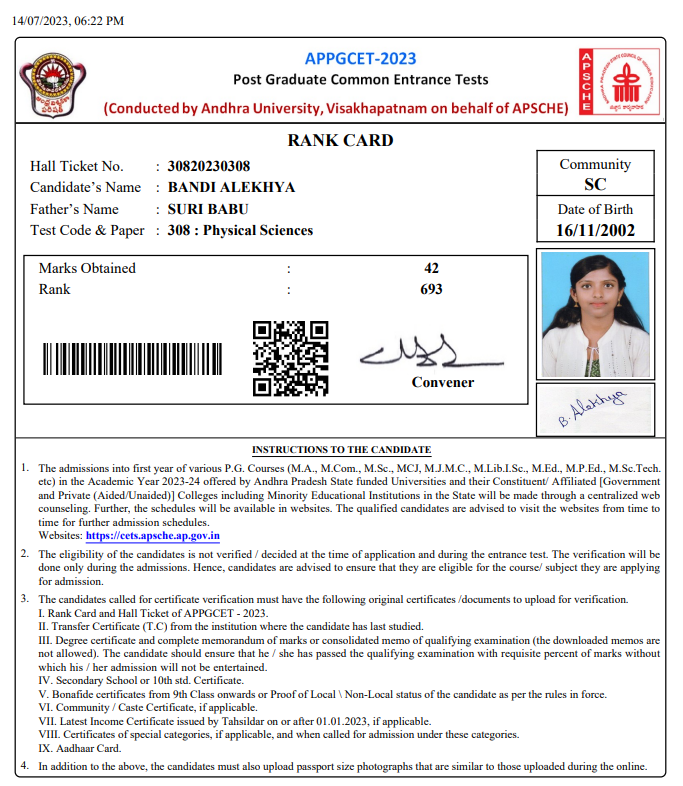 14/07/2023, 06:22 PM
APPGCET-2023
Post Graduate Common Entrance Tests
(Conducted by Andhra University, Visakhapatnam on behalf of APSCHE)
APSCHE
RANK CARD
Hall Ticket No. : 30820230308
Candidate's Name : BANDI ALEKHYA
Father's Name : SURI BABU
Test Code & Paper : 308 : Physical Sciences
Community
SC
Date of Birth
16/11/2002
Marks Obtained : 42
Rank : 693
Convener
B. Alekhya
INSTRUCTIONS TO THE CANDIDATE
1. The admissions into first year of various P.G. Courses (M.A., M.Com., M.Sc., MCJ, M.J.M.C., M.Lib.I.Sc., M.Ed., M.P.Ed., M.Sc.Tech.
etc) in the Academic Year 2023-24 offered by Andhra Pradesh State funded Universities and their Constituent/ Affiliated [Government
and Private (Aided/Unaided)] Colleges including Minority Educational Institutions in the State will be made through a centralized web
counseling. Further, the schedules will be available in websites. The qualified candidates are advised to visit the websites from time to
time for further admission schedules.
Websites: https://cets.apsche.ap.gov.in
2. The eligibility of the candidates is not verified / decided at the time of application and during the entrance test. The verification will be
done only during the admissions. Hence, candidates are advised to ensure that they are eligible for the course/ subject they are applying
for admission.
3. The candidates called for certificate verification must have the following original certificates /documents to upload for verification.
I. Rank Card and Hall Ticket of APPGCET - 2023.
II. Transfer Certificate (T.C) from the institution where the candidate has last studied.
III. Degree certificate and complete memorandum of marks or consolidated memo of qualifying examination (the downloaded memos are
not allowed). The candidate should ensure that he / she has passed the qualifying examination with requisite percent of marks without
which his / her admission will not be entertained.
IV. Secondary School or 10th std. Certificate.
V. Bonafide certificates from 9th Class onwards or Proof of Local \ Non-Local status of the candidate as per the rules in force.
VI. Community / Caste Certificate, if applicable.
VII. Latest Income Certificate issued by Tahsildar on or after 01.01.2023, if applicable.
VIII. Certificates of special categories, if applicable, and when called for admission under these categories.
IX. Aadhaar Card.
4. In addition to the above, the candidates must also upload passport size photographs that are similar to those uploaded during the online.